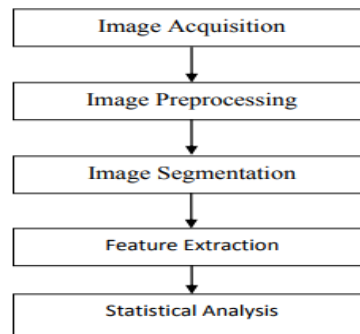 Image Acquisition
Image Preprocessing
Image Segmentation
Feature Extraction
Statistical Analysis